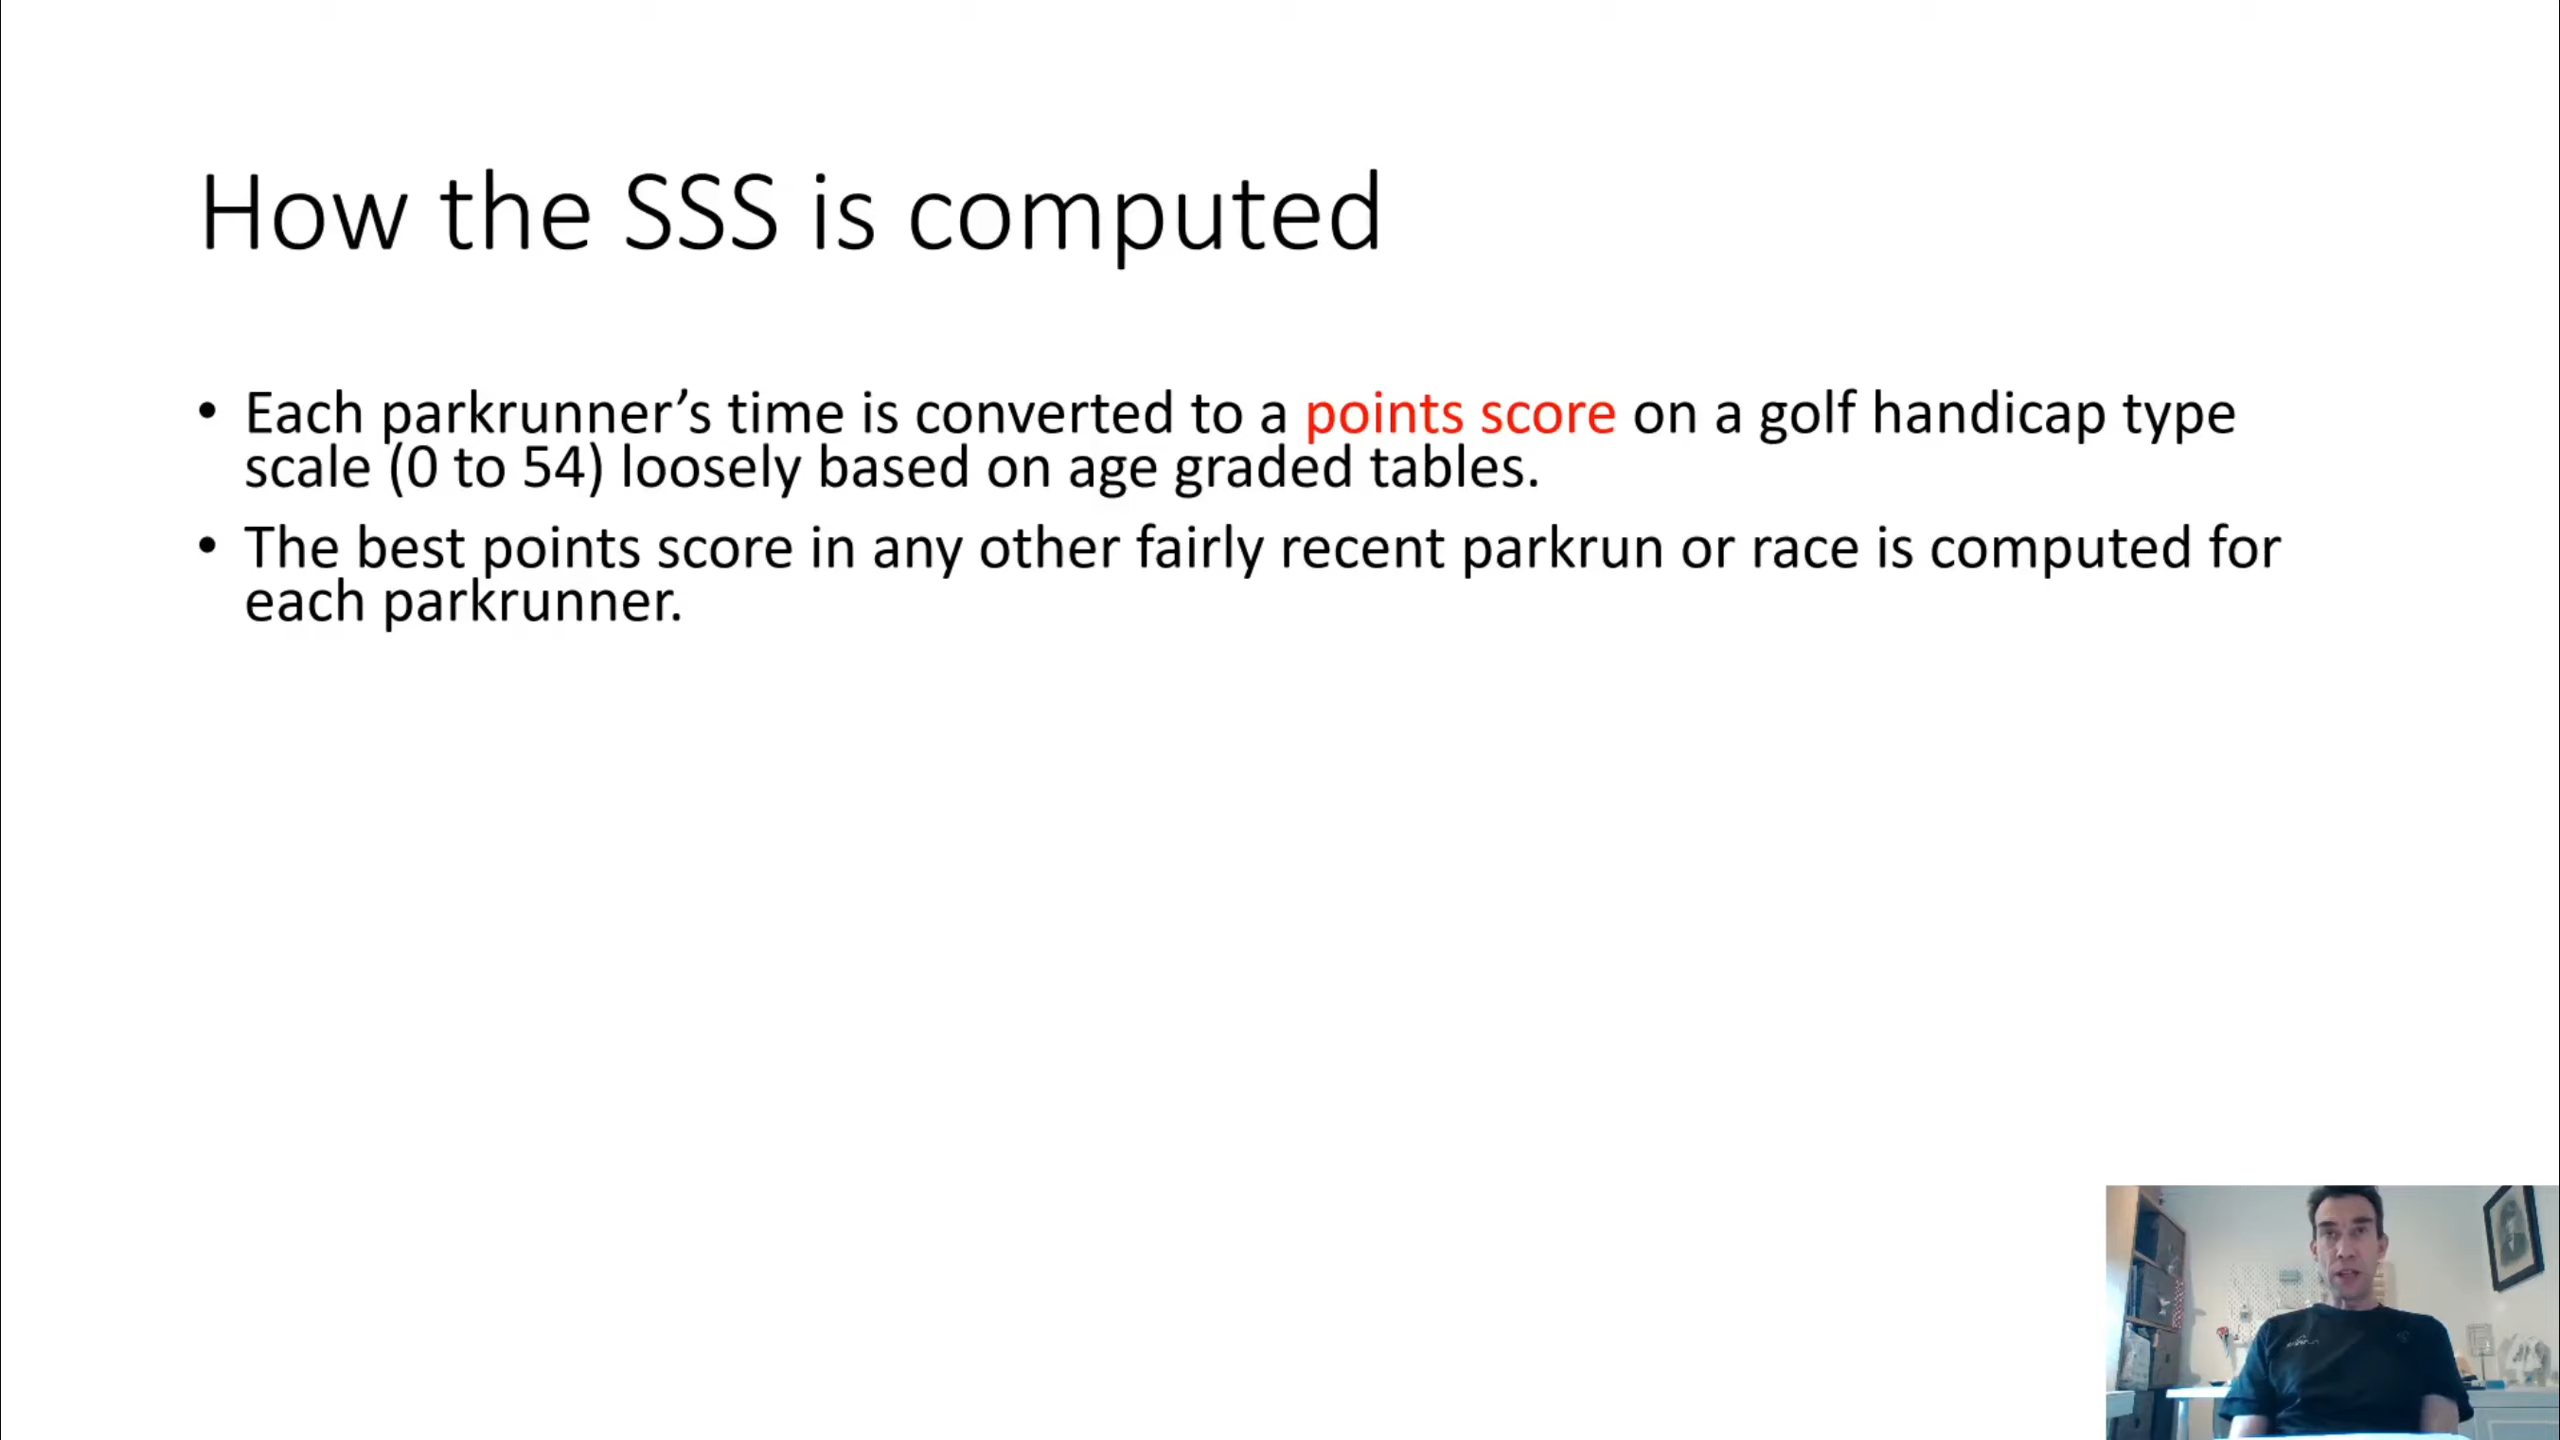 How the SSS is computed
• Each parkrunner’s time is converted to a points score on a golf handicap type
scale (0 to 54) loosely based on age graded tables.
• The best points score in any other fairly recent parkrun or race is computed for
each parkrunner.